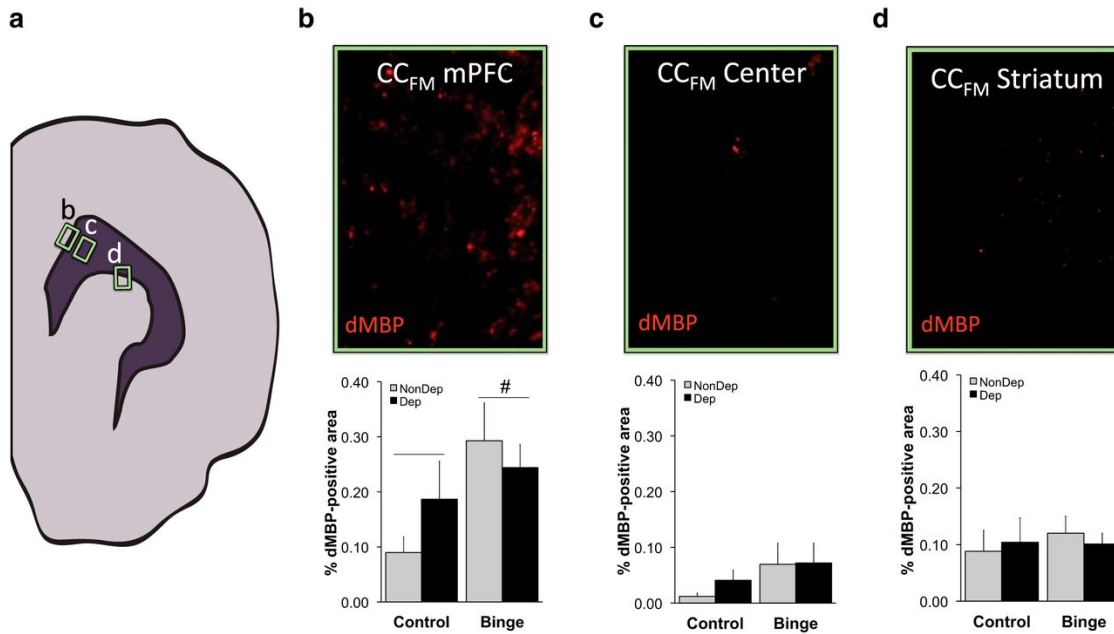 a
b
c
d
b
c
d
CC_FM mPFC
dMBP
% dMBP-positive area
0.40
0.30
0.20
0.10
0.00
NonDep
Dep
#
Control Binge
CC_FM Center
dMBP
% dMBP-positive area
0.40
0.30
0.20
0.10
0.00
NonDep
Dep
Control Binge
CC_FM Striatum
dMBP
% dMBP-positive area
0.40
0.30
0.20
0.10
0.00
NonDep
Dep
Control Binge